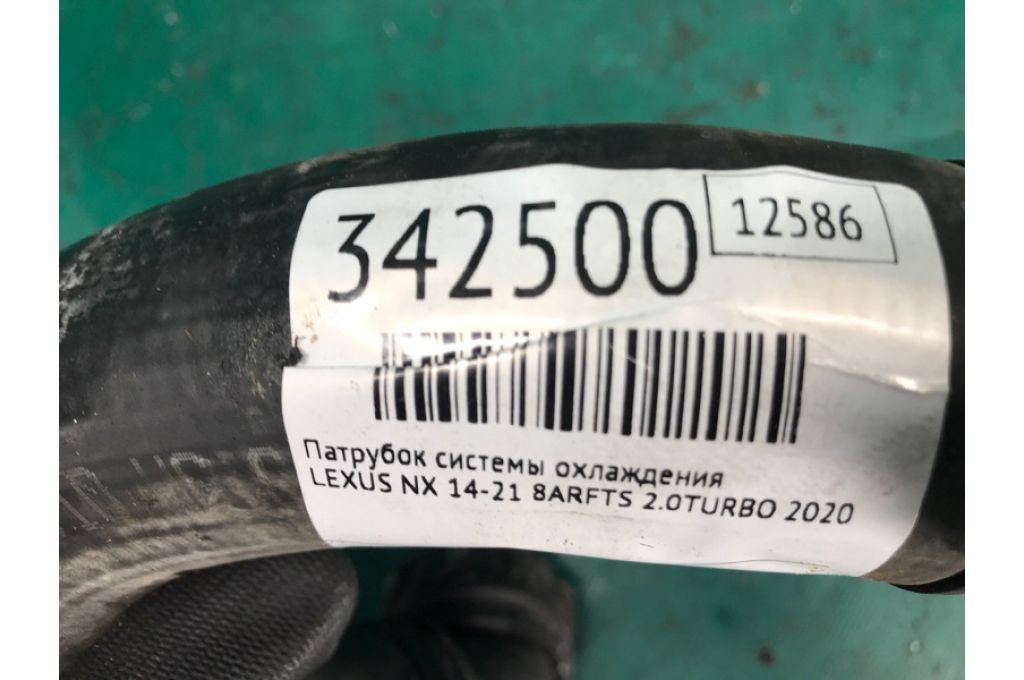 342500
12586
Патрубок системы охлаждения
LEXUS NX 14-21 8ARFTS 2.0TURBO 2020